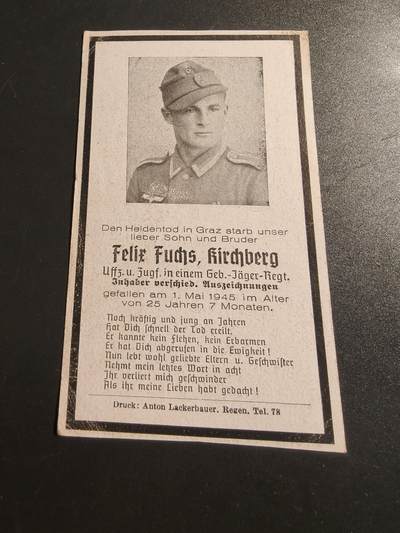 Den Heldentod in Graz starb unser
lieber Sohn und Bruder
Felix Fuchs, Kirchberg
Uffz. u. Zugf. in einem Geb.-Jäger-Regt.
Inhaber verschied. Auszeichnungen
gefallen am 1. Mai 1945 im Alter
von 25 Jahren 7 Monaten.
Noch kräftig und jung an Jahren
Hat Dich schnell der Tod ereilt.
Er kannte kein Flehen, kein Erbarmen
Er hat Dich abgerufen in die Ewigkeit!
Nun lebt wohl geliebte Eltern u. Geschwister
Nehmt mein letztes Wort in acht
Ihr verliert mich geschwinder
Als ihr meine Lieben habt gedacht!
Druck: Anton Lackerbauer, Regen, Tel. 78